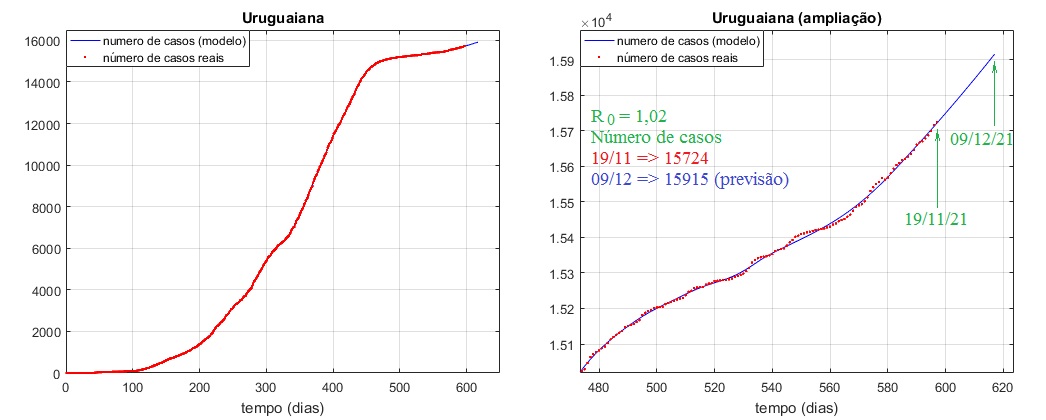 Uruguaiana
numero de casos (modelo)
número de casos reais
16000
14000
12000
10000
8000
6000
4000
2000
0
0 100 200 300 400 500 600
tempo (dias)
Uruguaiana (ampliação)
×10⁴
numero de casos (modelo)
número de casos reais
1.59
1.58
1.57
1.56
1.55
1.54
1.53
1.52
1.51
R₀ = 1,02
Número de casos
19/11 => 15724
09/12 => 15915 (previsão)
09/12/21
19/11/21
480 500 520 540 560 580 600 620
tempo (dias)